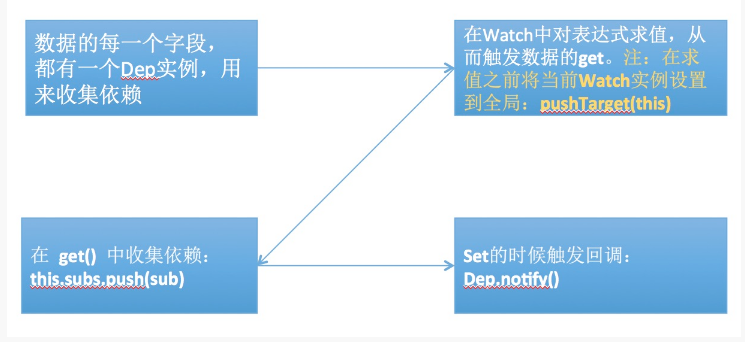 数据的每一个字段，
都有一个Dep实例，用
来收集依赖
在Watch中对表达式求值，从
而触发数据的get。注：在求
值之前将当前Watch实例设置
到全局：pushTarget(this)
在 get() 中收集依赖：
this.subs.push(sub)
Set的时候触发回调：
Dep.notify()